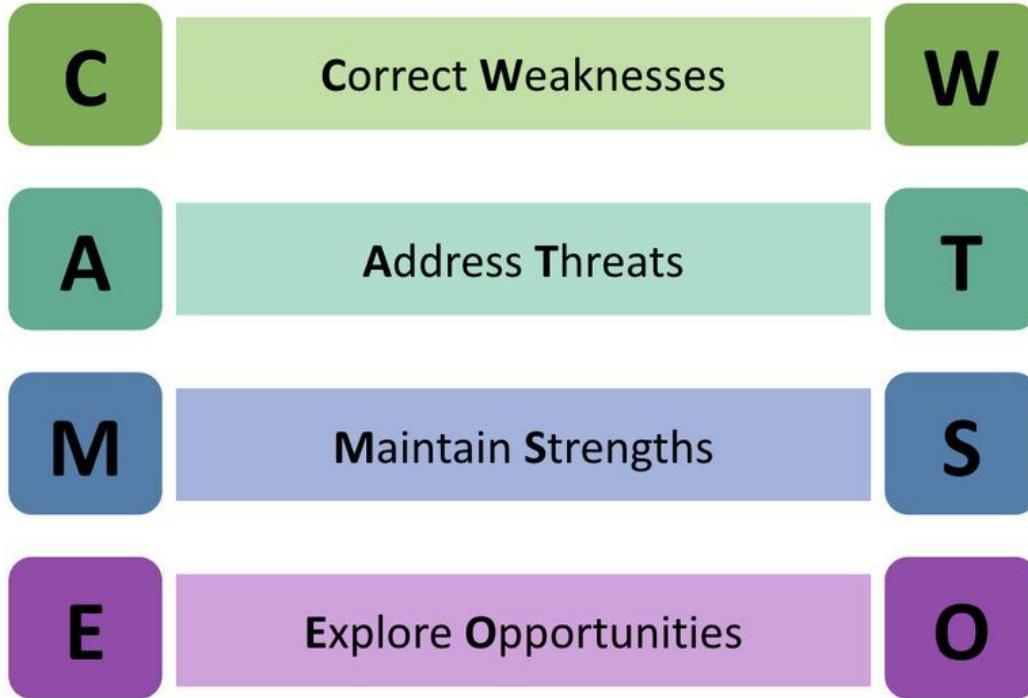 C Correct Weaknesses W
A Address Threats T
M Maintain Strengths S
E Explore Opportunities O